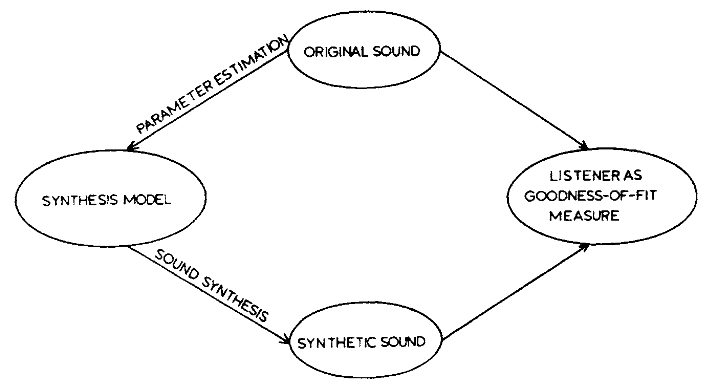 ORIGINAL SOUND
PARAMETER ESTIMATION
SYNTHESIS MODEL
LISTENER AS
GOODNESS-OF-FIT
MEASURE
SOUND SYNTHESIS
SYNTHETIC SOUND